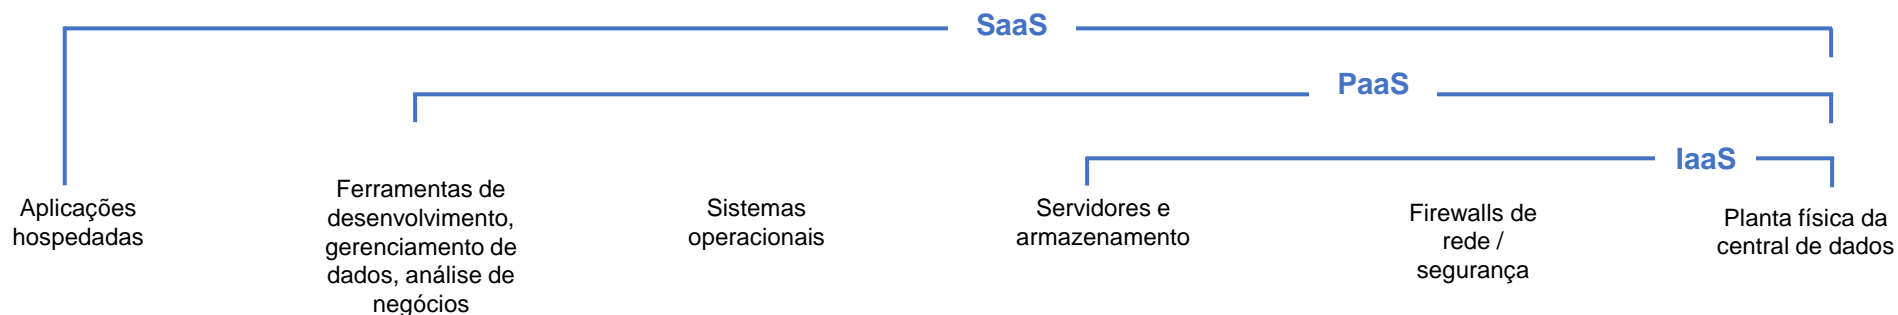 SaaS
PaaS
IaaS
Aplicações
hospedadas
Ferramentas de
desenvolvimento,
gerenciamento de
dados, análise de
negócios
Sistemas
operacionais
Servidores e
armazenamento
Firewalls de
rede /
segurança
Planta física da
central de dados